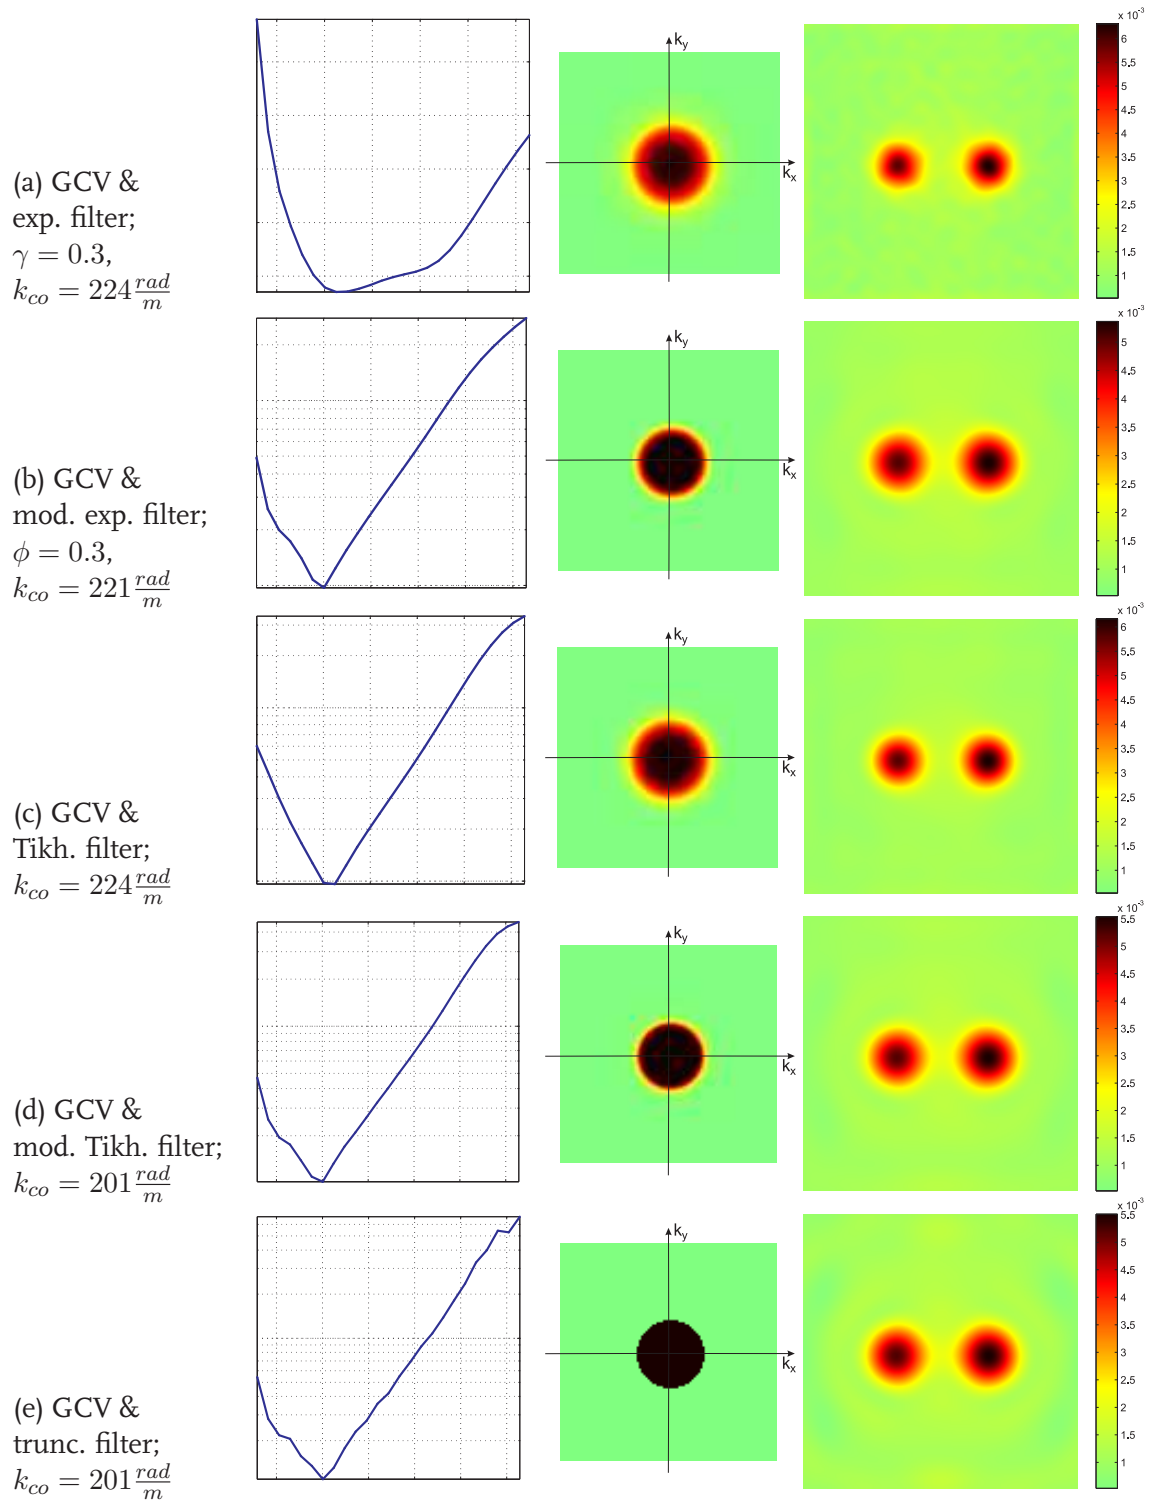 (a) GCV &
exp. filter;
γ = 0.3,
k_co = 224 rad/m
k_y
k_x
x 10^-3
6
5.5
5
4.5
4
3.5
3
2.5
2
1.5
1
(b) GCV &
mod. exp. filter;
ϕ = 0.3,
k_co = 221 rad/m
k_y
k_x
x 10^-3
5.5
5
4.5
4
3.5
3
2.5
2
1.5
1
(c) GCV &
Tikh. filter;
k_co = 224 rad/m
k_y
k_x
x 10^-3
6
5.5
5
4.5
4
3.5
3
2.5
2
1.5
1
(d) GCV &
mod. Tikh. filter;
k_co = 201 rad/m
k_y
k_x
x 10^-3
5.5
5
4.5
4
3.5
3
2.5
2
1.5
1
(e) GCV &
trunc. filter;
k_co = 201 rad/m
k_y
k_x
x 10^-3
5.5
5
4.5
4
3.5
3
2.5
2
1.5
1